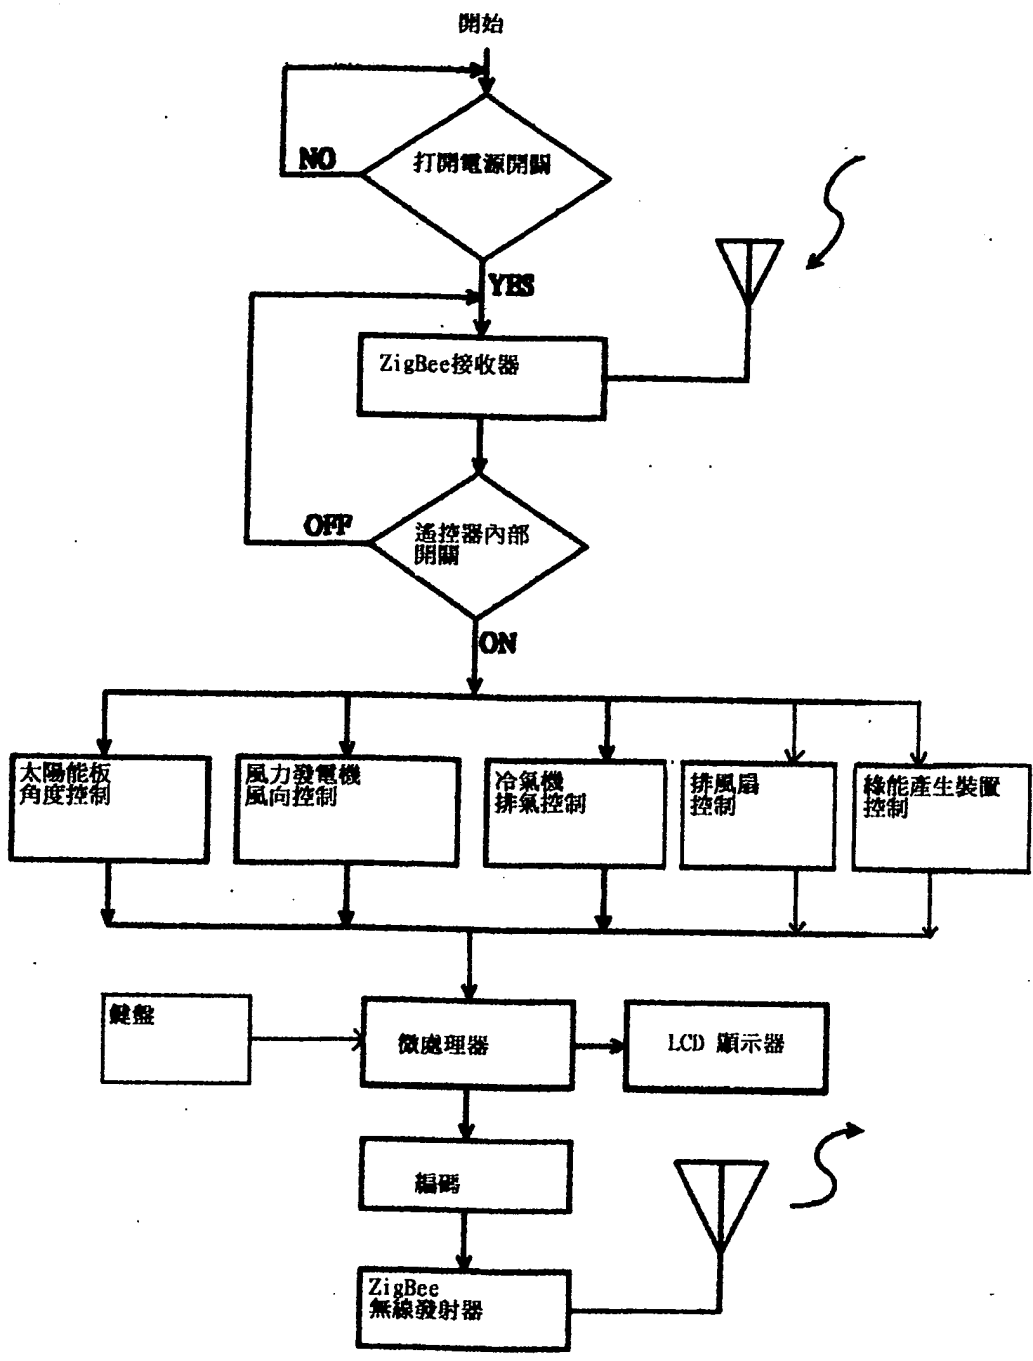 開始
打開電源開關
NO
YES
ZigBee接收器
遙控器內部
開關
OFF
ON
太陽能板
角度控制
風力發電機
風向控制
冷氣機
排氣控制
排風扇
控制
綠能產生裝置
控制
鍵盤
微處理器
LCD 顯示器
編碼
ZigBee
無線發射器